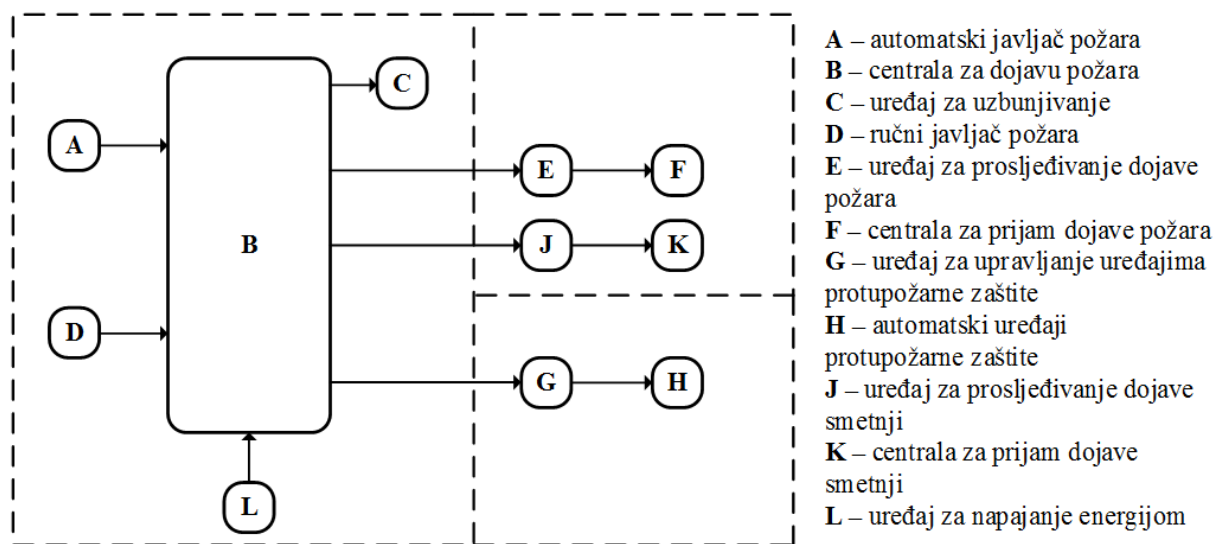 A
B
C
D
E
F
J
K
G
H
L
A – automatski javljač požara
B – centrala za dojavu požara
C – uređaj za uzbunjivanje
D – ručni javljač požara
E – uređaj za prosljeđivanje dojave
požara
F – centrala za prijam dojave požara
G – uređaj za upravljanje uređajima
protupožarne zaštite
H – automatski uređaji
protupožarne zaštite
J – uređaj za prosljeđivanje dojave
smetnji
K – centrala za prijam dojave
smetnji
L – uređaj za napajanje energijom